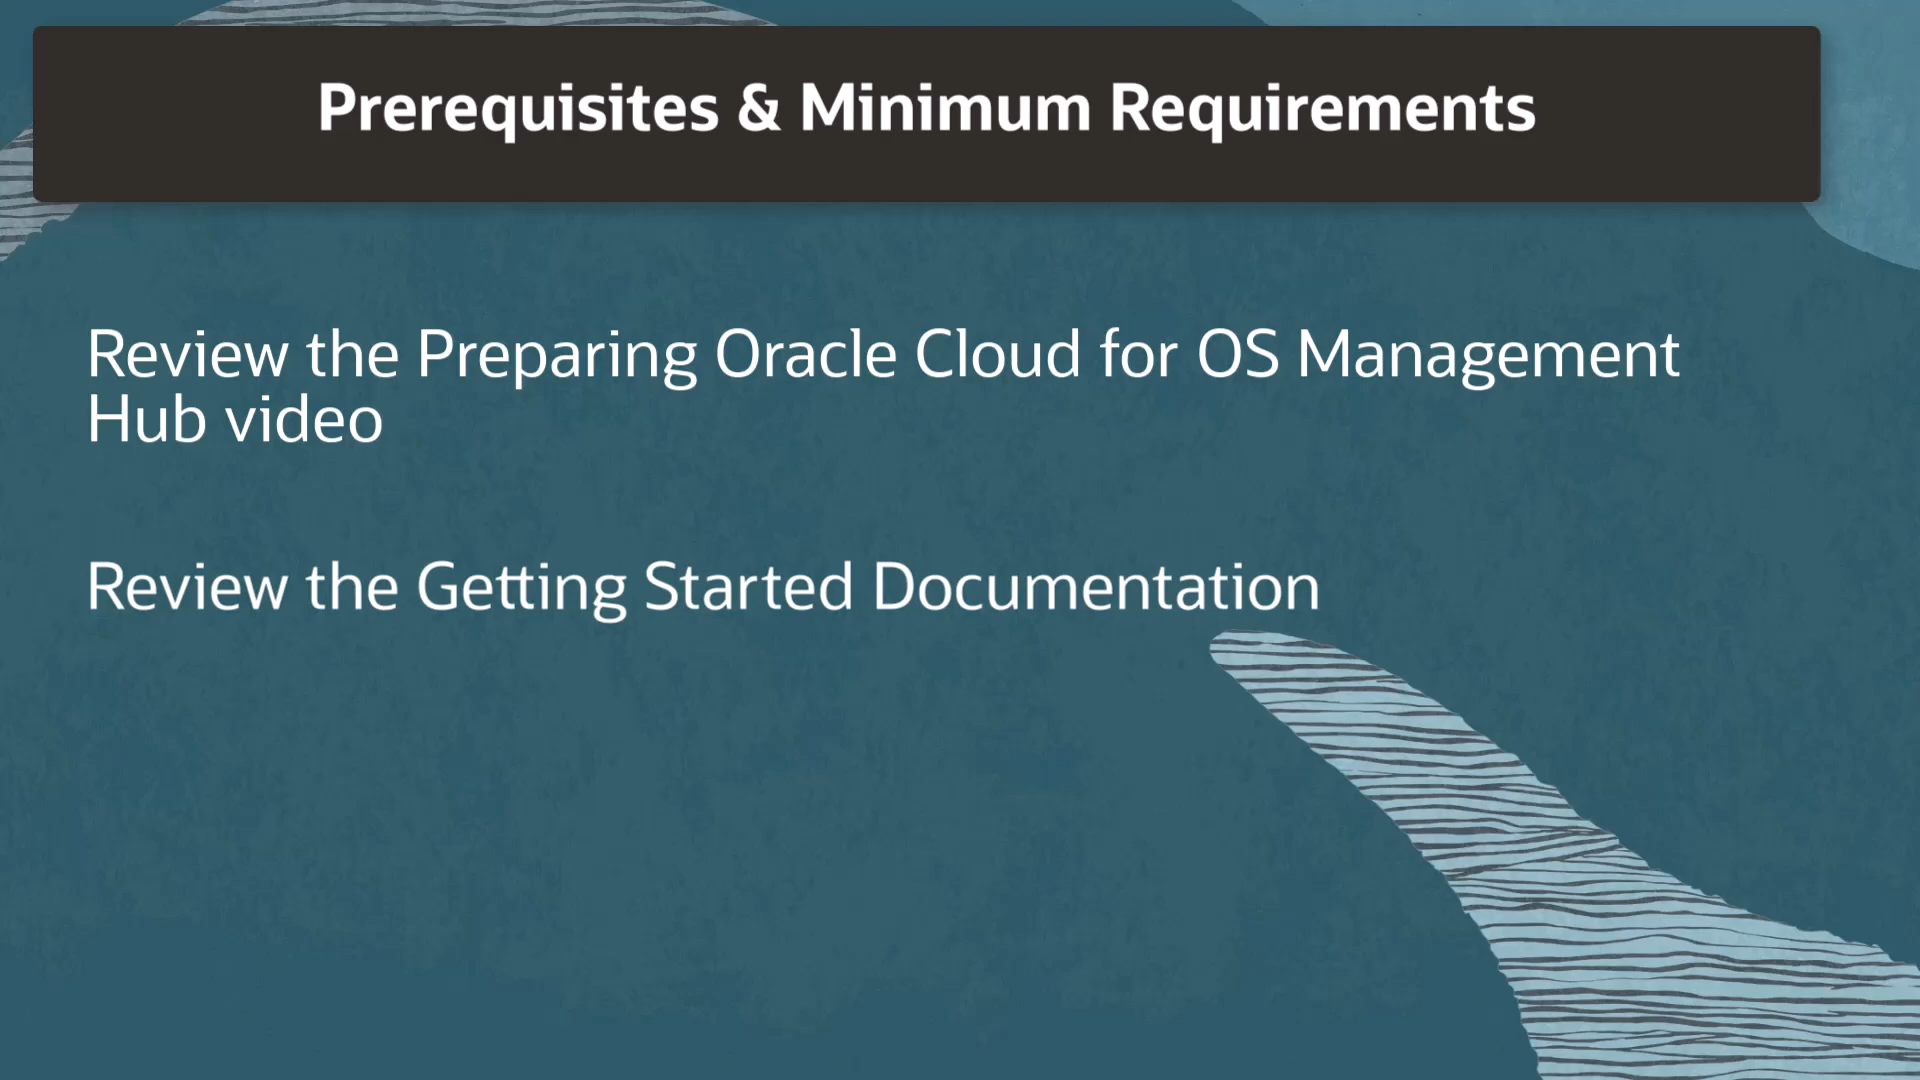 Prerequisites & Minimum Requirements
Review the Preparing Oracle Cloud for OS Management
Hub video
Review the Getting Started Documentation